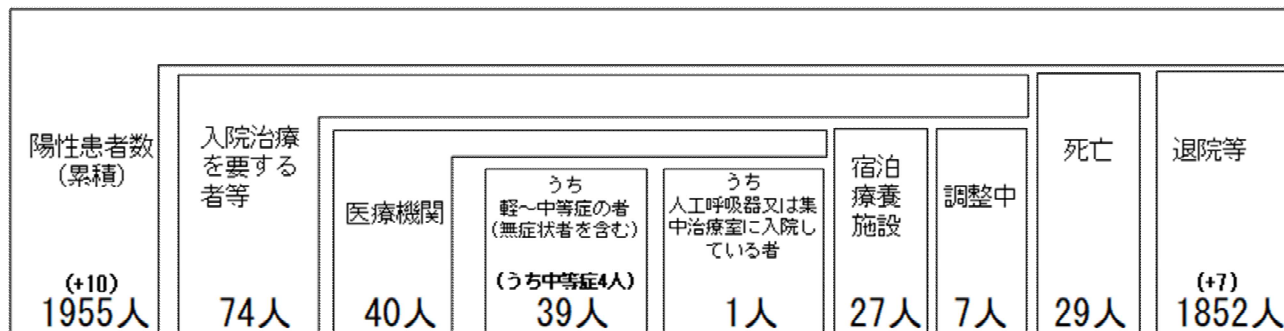 陽性患者数
(累積)
(+10)
1955人
入院治療
を要する
者等
74人
医療機関
40人
うち
軽～中等症の者
(無症状者を含む)
(うち中等症4人)
39人
うち
人工呼吸器又は集
中治療室に入院し
ている者
1人
宿泊
療養
施設
27人
調整中
7人
死亡
29人
退院等
(+7)
1852人